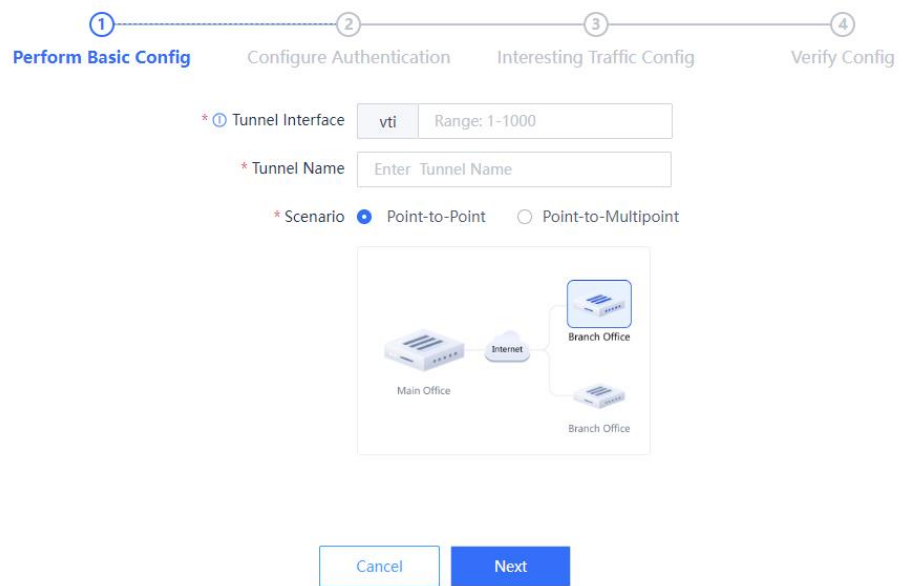 1 2 3 4
Perform Basic Config Configure Authentication Interesting Traffic Config Verify Config
* Tunnel Interface vti Range: 1-1000
* Tunnel Name Enter Tunnel Name
* Scenario Point-to-Point Point-to-Multipoint
Branch Office
Internet
Main Office
Branch Office
Cancel Next